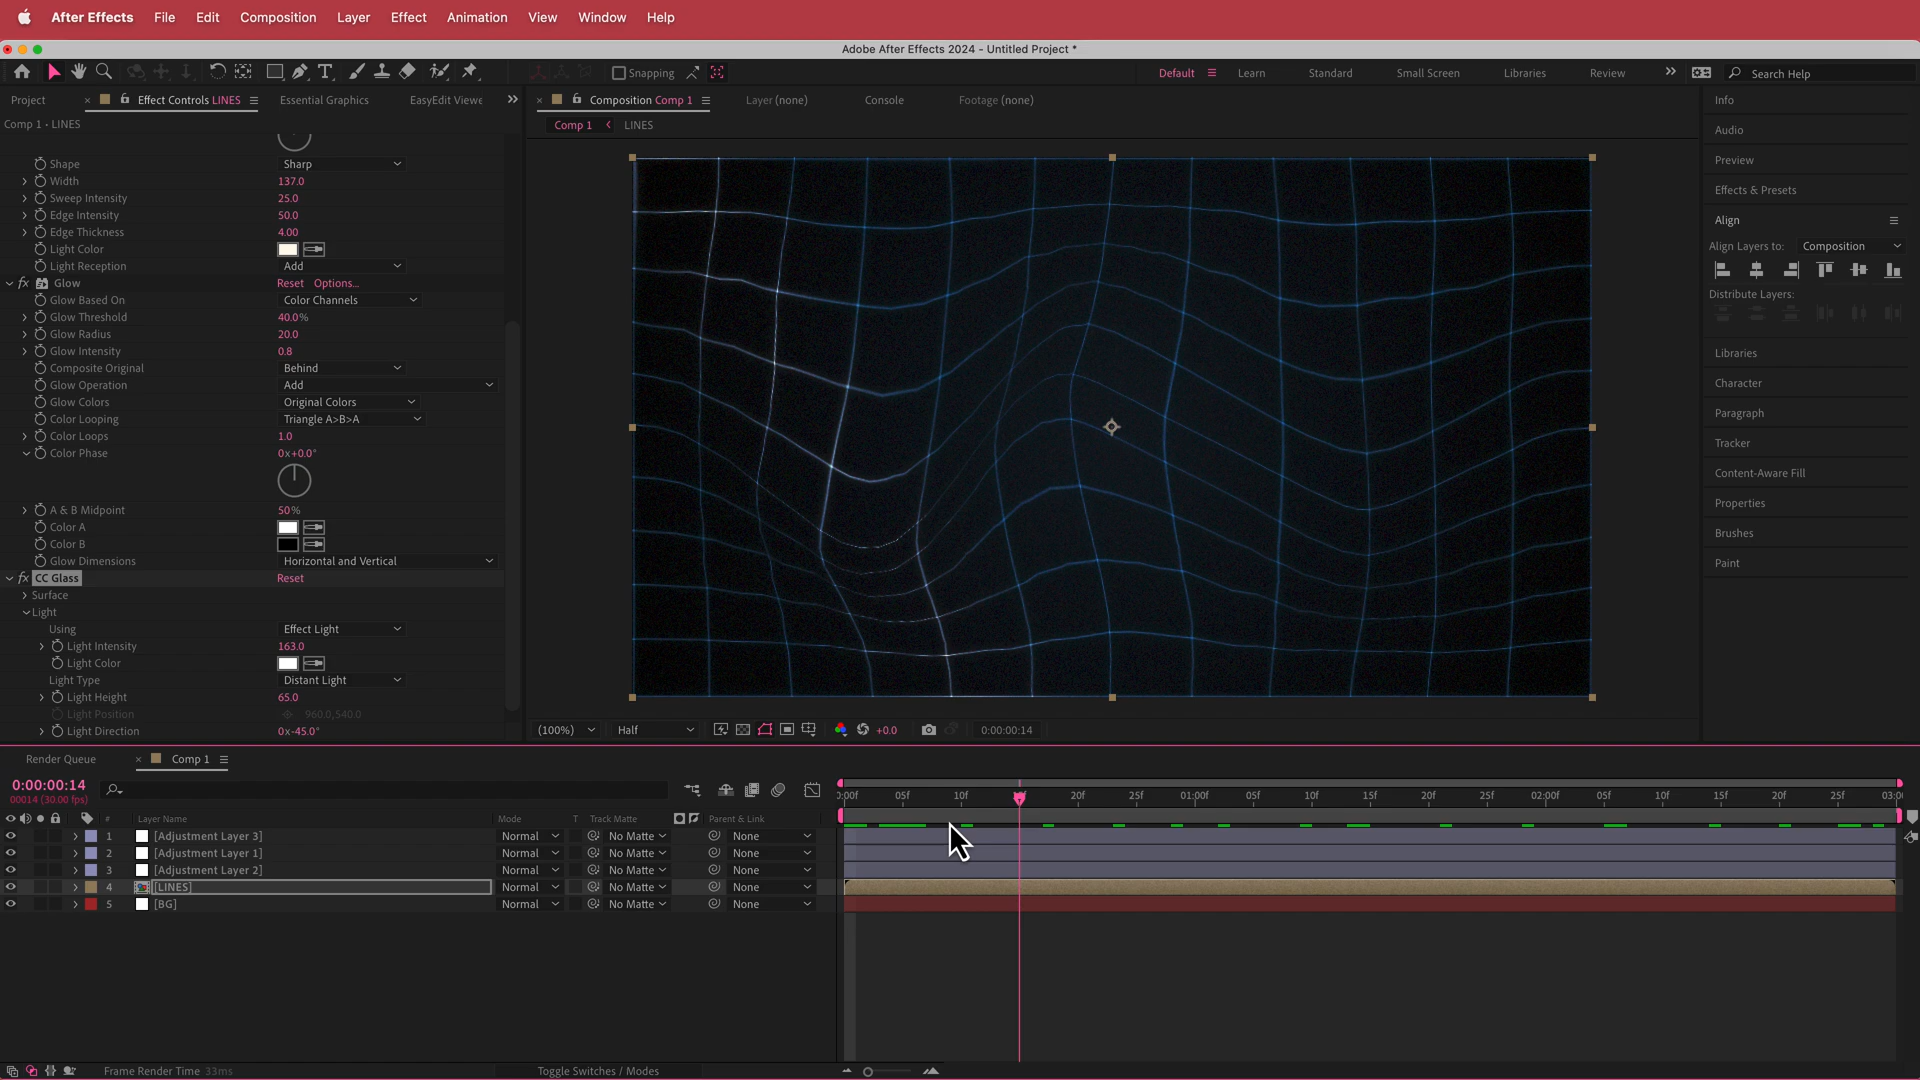 After Effects File Edit Composition Layer Effect Animation View Window Help
Adobe After Effects 2024 - Untitled Project *
Snapping Default Learn Standard Small Screen Libraries Review Search Help
Project Effect Controls LINES Essential Graphics EasyEdit Viewe Composition Comp 1 Layer (none) Console Footage (none) Info
Comp 1 • LINES
Comp 1 LINES
Audio
Preview
Effects & Presets
Align
Align Layers to: Composition
Distribute Layers:
Libraries
Character
Paragraph
Tracker
Content-Aware Fill
Properties
Brushes
Paint
Shape Sharp
Width 137.0
Sweep Intensity 25.0
Edge Intensity 50.0
Edge Thickness 4.00
Light Color
Light Reception Add
fx Glow Reset Options...
Glow Based On Color Channels
Glow Threshold 40.0%
Glow Radius 20.0
Glow Intensity 0.8
Composite Original Behind
Glow Operation Add
Glow Colors Original Colors
Color Looping Triangle A>B>A
Color Loops 1.0
Color Phase 0x+0.0°
A & B Midpoint 50%
Color A
Color B
Glow Dimensions Horizontal and Vertical
fx CC Glass Reset
Surface
Light
Using Effect Light
Light Intensity 163.0
Light Color
Light Type Distant Light
Light Height 65.0
Light Position 960.0,540.0
Light Direction 0x-45.0°
(100%) Half +0.0 0:00:00:14
Render Queue Comp 1
0:00:00:14
00014 (30.00 fps)
0:00f 05f 10f 20f 25f 01:00f 05f 10f 15f 20f 25f 02:00f 05f 10f 15f 20f 25f 03:0
# Layer Name Mode T Track Matte Parent & Link
1 [Adjustment Layer 3] Normal No Matte None
2 [Adjustment Layer 1] Normal No Matte None
3 [Adjustment Layer 2] Normal No Matte None
4 [LINES] Normal No Matte None
5 [BG] Normal No Matte None
Frame Render Time 33ms Toggle Switches / Modes